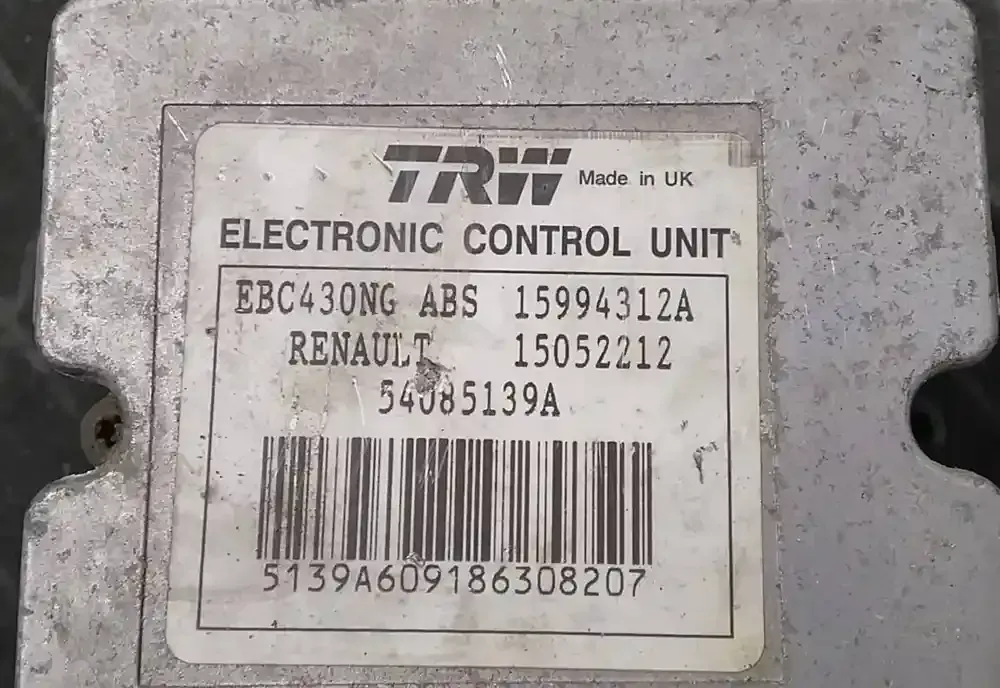 TRW Made in UK
ELECTRONIC CONTROL UNIT
EBC430NG ABS 15994312A
RENAULT 15052212
54085139A
5139A609186308207